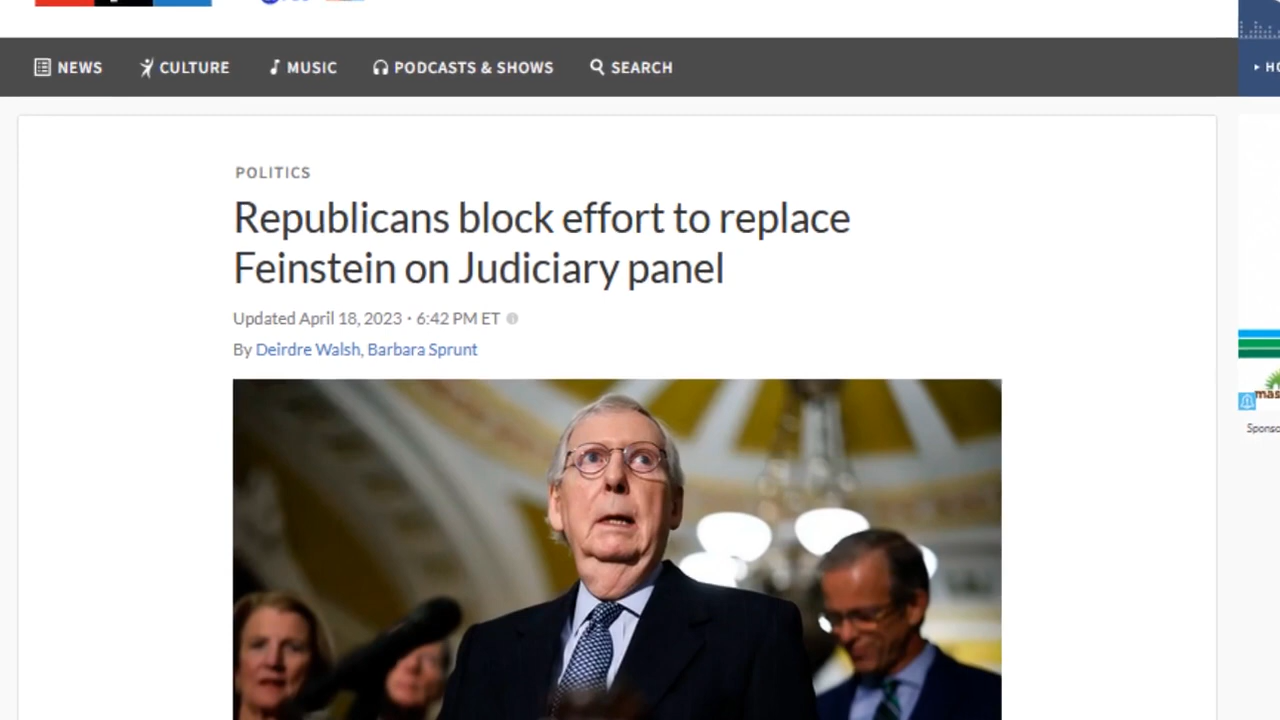 NEWS CULTURE MUSIC PODCASTS & SHOWS SEARCH
POLITICS
Republicans block effort to replace
Feinstein on Judiciary panel
Updated April 18, 2023 · 6:42 PM ET
By Deirdre Walsh, Barbara Sprunt